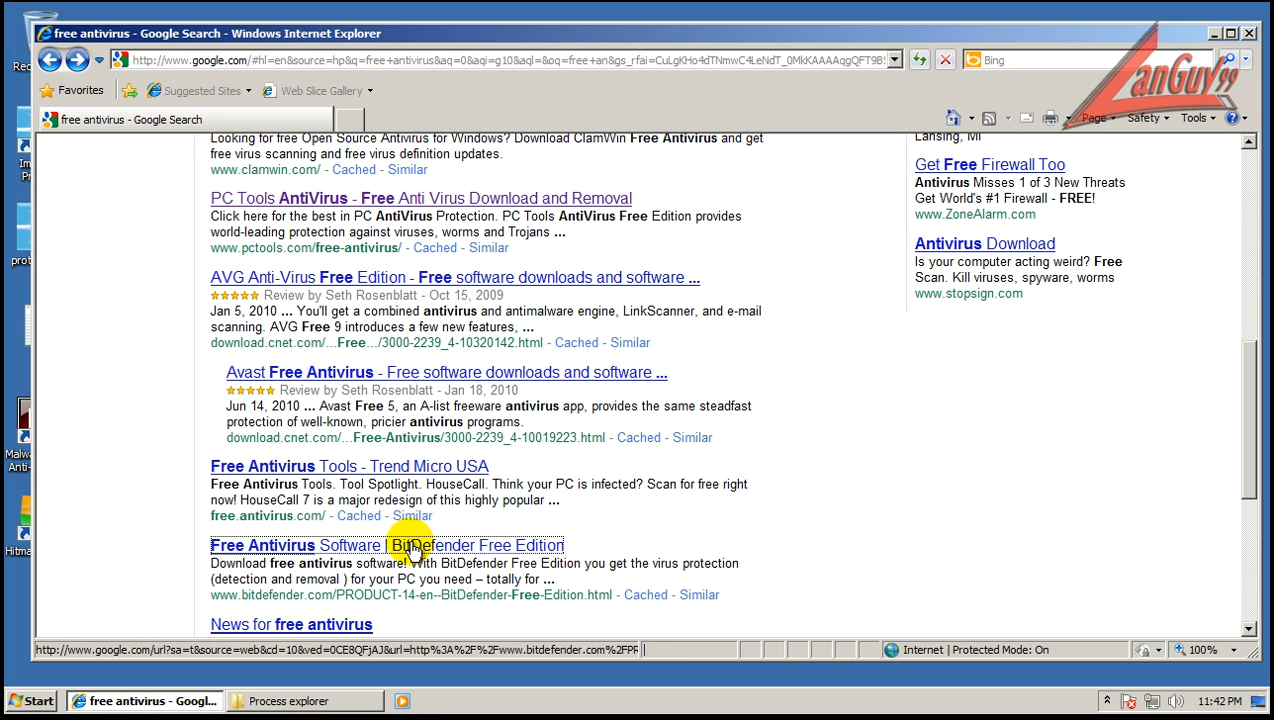 free antivirus - Google Search - Windows Internet Explorer
http://www.google.com/#hl=en&source=hp&q=free+antivirus&aq=0&aqi=g10&aql=&oq=free+an&gs_rfai=
Bing
LanGuy99
Favorites
Suggested Sites
Web Slice Gallery
free antivirus - Google Search
Page
Safety
Tools
Looking for free Open Source Antivirus for Windows? Download ClamWin Free Antivirus and get
free virus scanning and free virus definition updates.
www.clamwin.com/ - Cached - Similar
PC Tools AntiVirus - Free Anti Virus Download and Removal
Click here for the best in PC AntiVirus Protection. PC Tools AntiVirus Free Edition provides
world-leading protection against viruses, worms and Trojans ...
www.pctools.com/free-antivirus/ - Cached - Similar
AVG Anti-Virus Free Edition - Free software downloads and software ...
Review by Seth Rosenblatt - Oct 15, 2009
Jan 5, 2010 ... You'll get a combined antivirus and antimalware engine, LinkScanner, and e-mail
scanning. AVG Free 9 introduces a few new features, ...
download.cnet.com/...Free.../3000-2239_4-10320142.html - Cached - Similar
Avast Free Antivirus - Free software downloads and software ...
Review by Seth Rosenblatt - Jan 18, 2010
Jun 14, 2010 ... Avast Free 5, an A-list freeware antivirus app, provides the same steadfast
protection of well-known, pricier antivirus programs.
download.cnet.com/...Free-Antivirus/3000-2239_4-10019223.html - Cached - Similar
Free Antivirus Tools - Trend Micro USA
Free Antivirus Tools. Tool Spotlight. HouseCall. Think your PC is infected? Scan for free right
now! HouseCall 7 is a major redesign of this highly popular ...
free.antivirus.com/ - Cached - Similar
Free Antivirus Software | BitDefender Free Edition
Download free antivirus software! With BitDefender Free Edition you get the virus protection
(detection and removal ) for your PC you need – totally for ...
www.bitdefender.com/PRODUCT-14-en--BitDefender-Free-Edition.html - Cached - Similar
News for free antivirus
Lansing, MI
Get Free Firewall Too
Antivirus Misses 1 of 3 New Threats
Get World's #1 Firewall - FREE!
www.ZoneAlarm.com
Antivirus Download
Is your computer acting weird? Free
Scan. Kill viruses, spyware, worms
www.stopsign.com
http://www.google.com/url?sa=t&source=web&cd=10&ved=0CE8QFjAJ&url=http%3A%2F%2Fwww.bitdefender.com%2FPR
Internet | Protected Mode: On
100%
Start
free antivirus - Googl...
Process explorer
11:42 PM